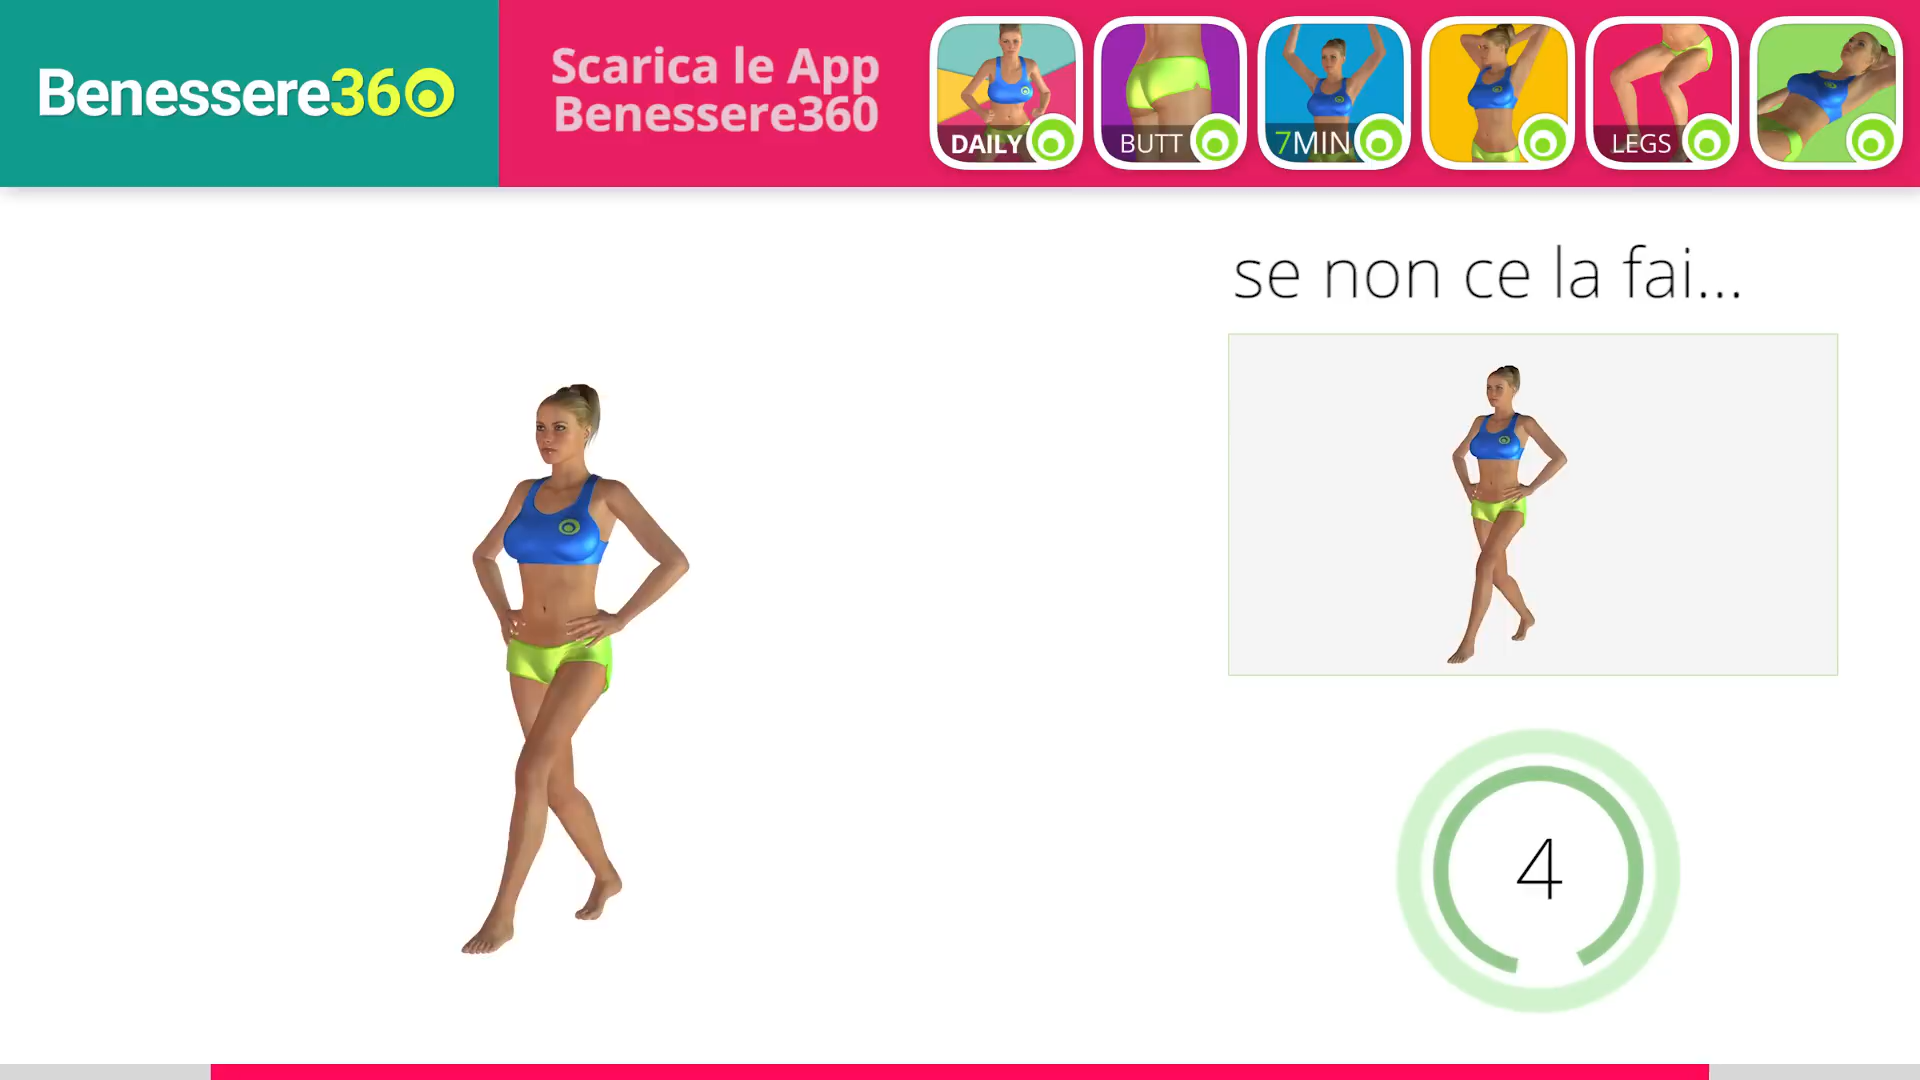 Benessere360
Scarica le App
Benessere360
DAILY
BUTT
7MIN
LEGS
se non ce la fai...
4